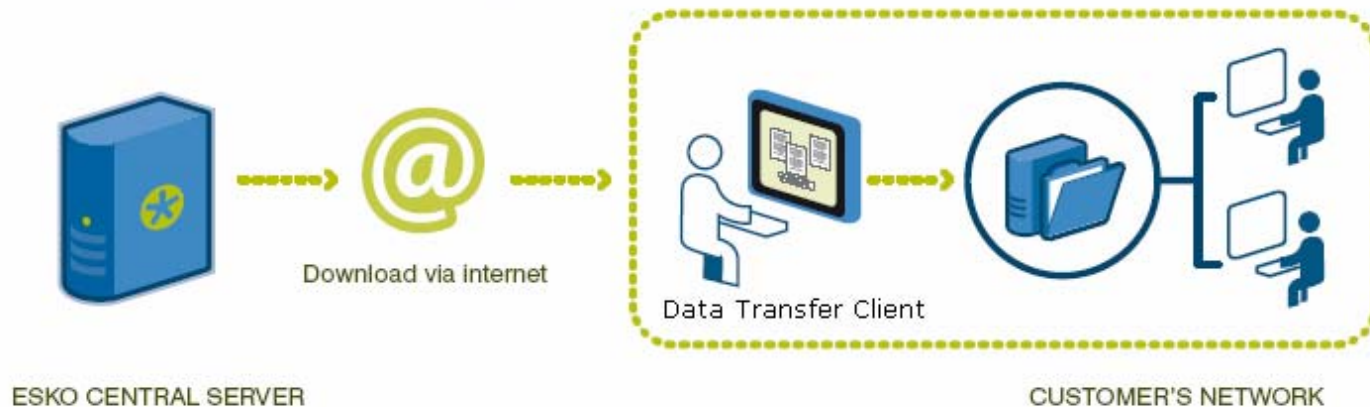 Download via internet
Data Transfer Client
ESKO CENTRAL SERVER
CUSTOMER'S NETWORK